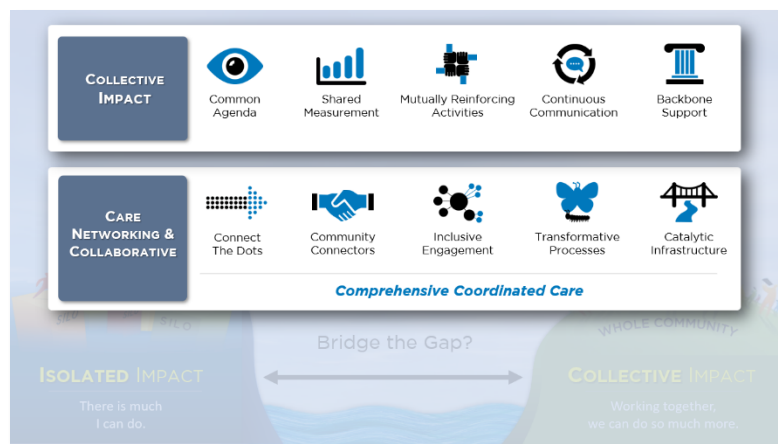 COLLECTIVE
IMPACT
Common
Agenda
Shared
Measurement
Mutually Reinforcing
Activities
Continuous
Communication
Backbone
Support
CARE
NETWORKING &
COLLABORATIVE
Connect
The Dots
Community
Connectors
Inclusive
Engagement
Transformative
Processes
Catalytic
Infrastructure
Comprehensive Coordinated Care
SILO
SILO
WHOLE COMMUNITY
Bridge the Gap?
ISOLATED IMPACT
COLLECTIVE IMPACT
There is much
I can do.
Working together,
we can do so much more.